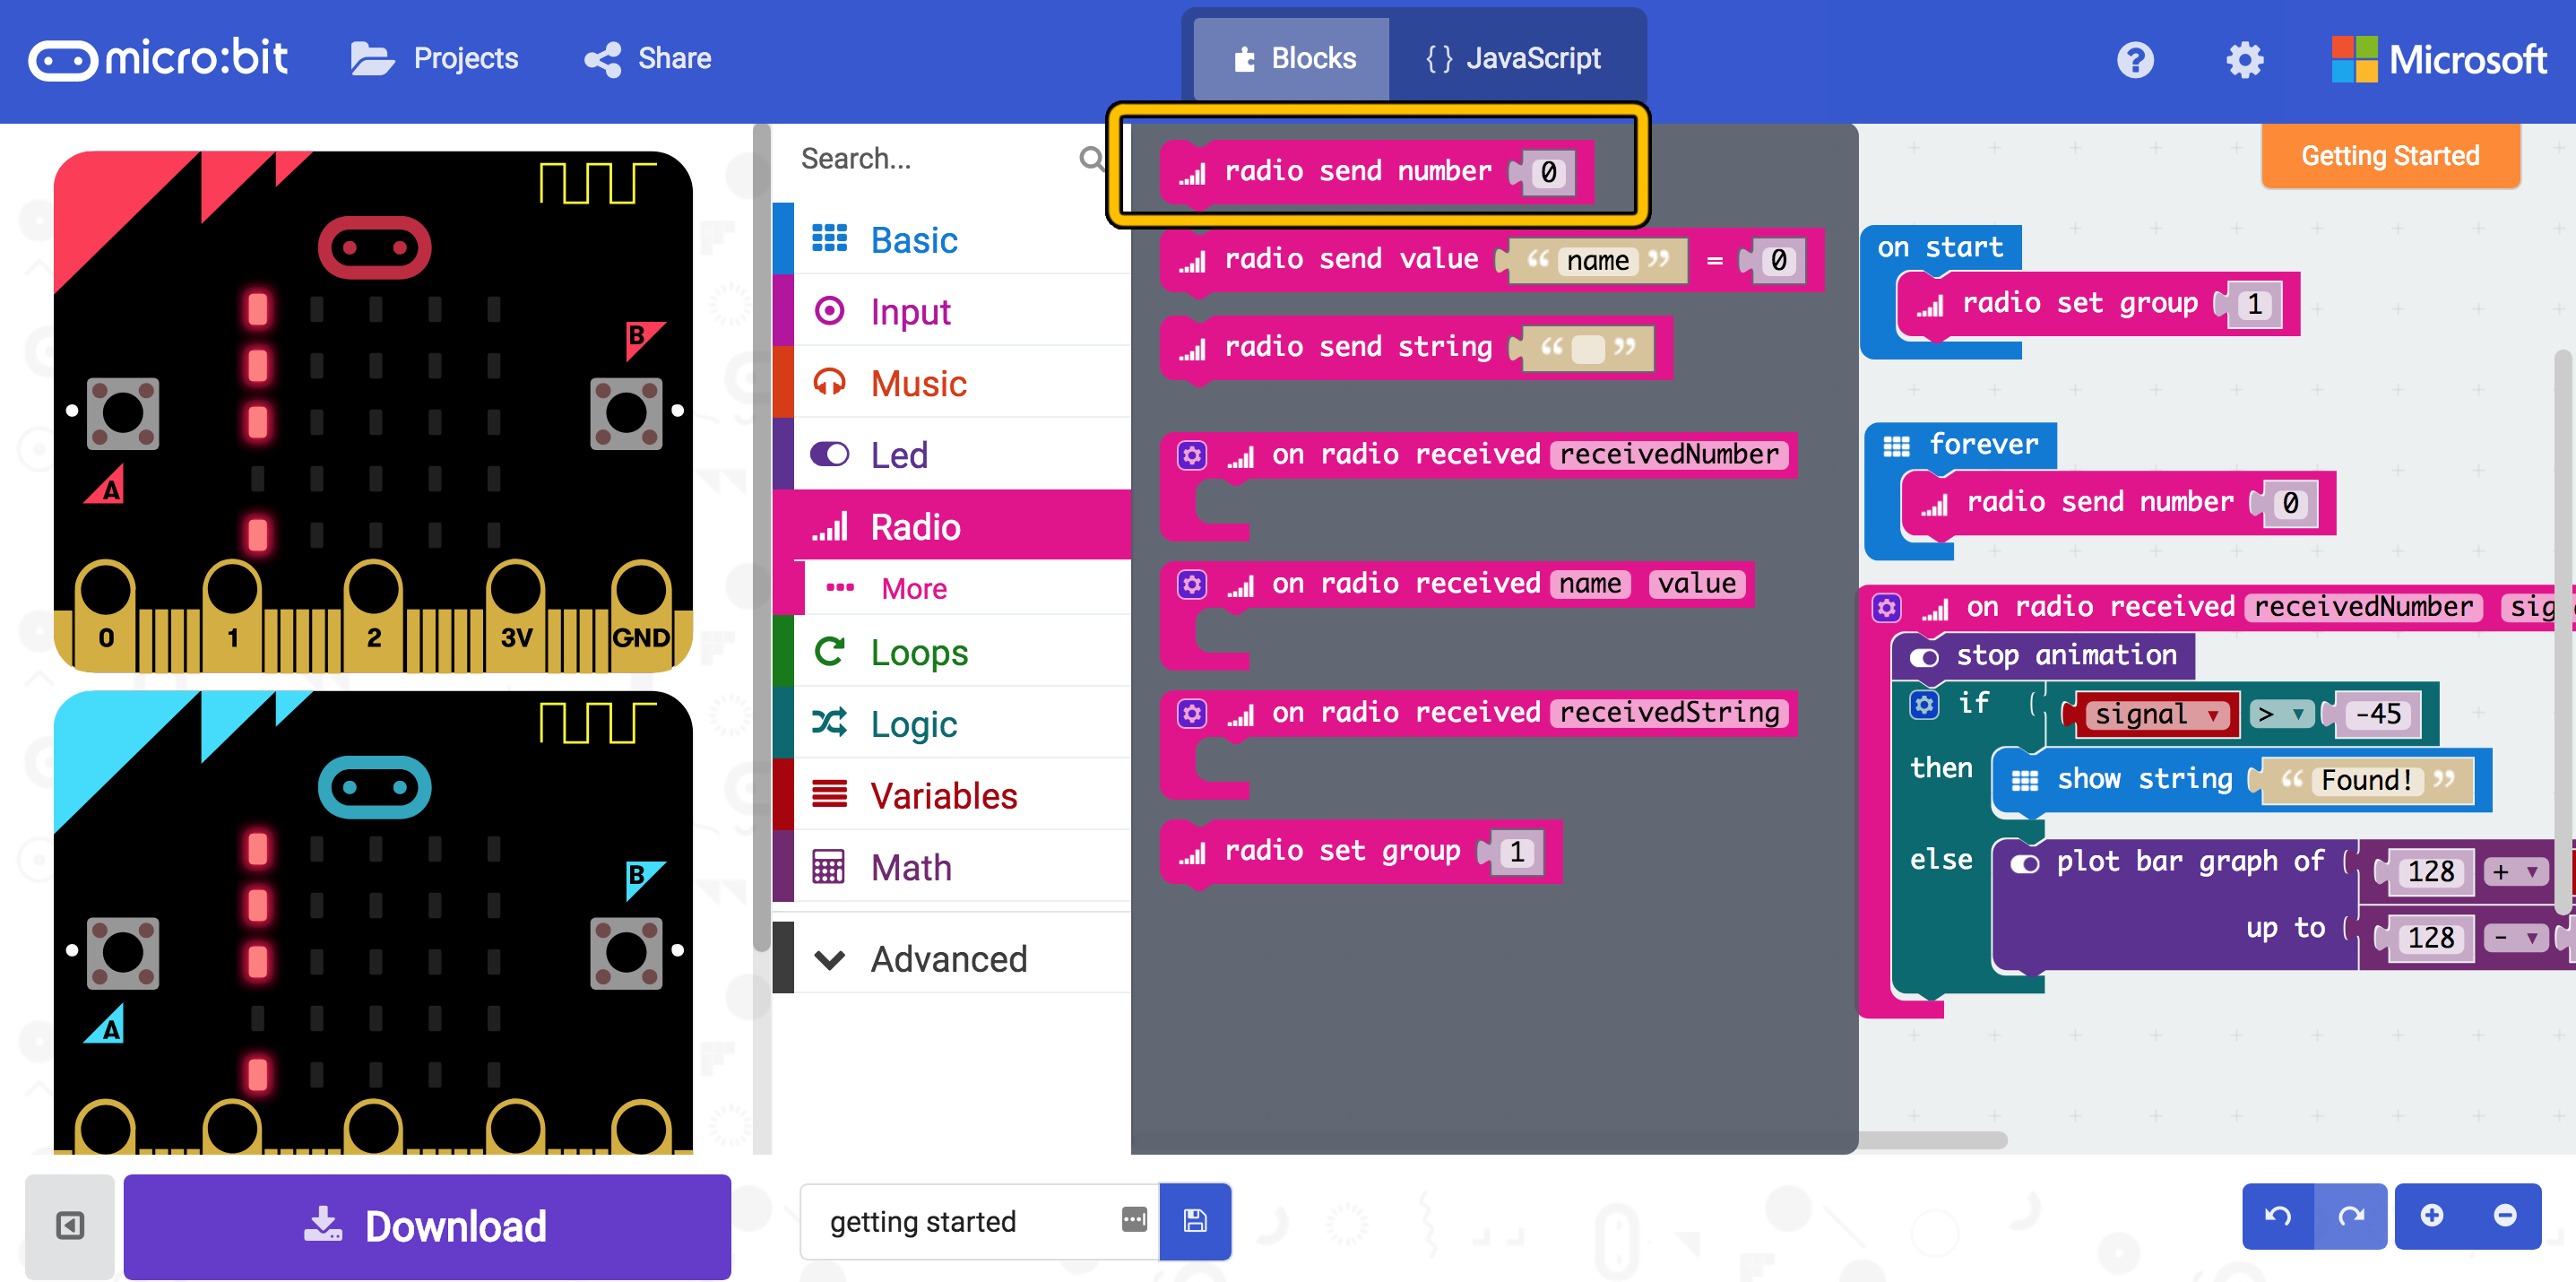 micro:bit Projects Share Blocks {} JavaScript ? Microsoft
B
A
0 1 2 3V GND
B
A
Search...
Basic
Input
Music
Led
Radio
More
Loops
Logic
Variables
Math
Advanced
radio send number 0
radio send value “ name ” = 0
radio send string “ ”
on radio received receivedNumber
on radio received name value
on radio received receivedString
radio set group 1
Getting Started
on start
radio set group 1
forever
radio send number 0
on radio received receivedNumber sig
stop animation
if signal > -45
then show string “ Found! ”
else plot bar graph of 128 +
up to 128 -
Download
getting started